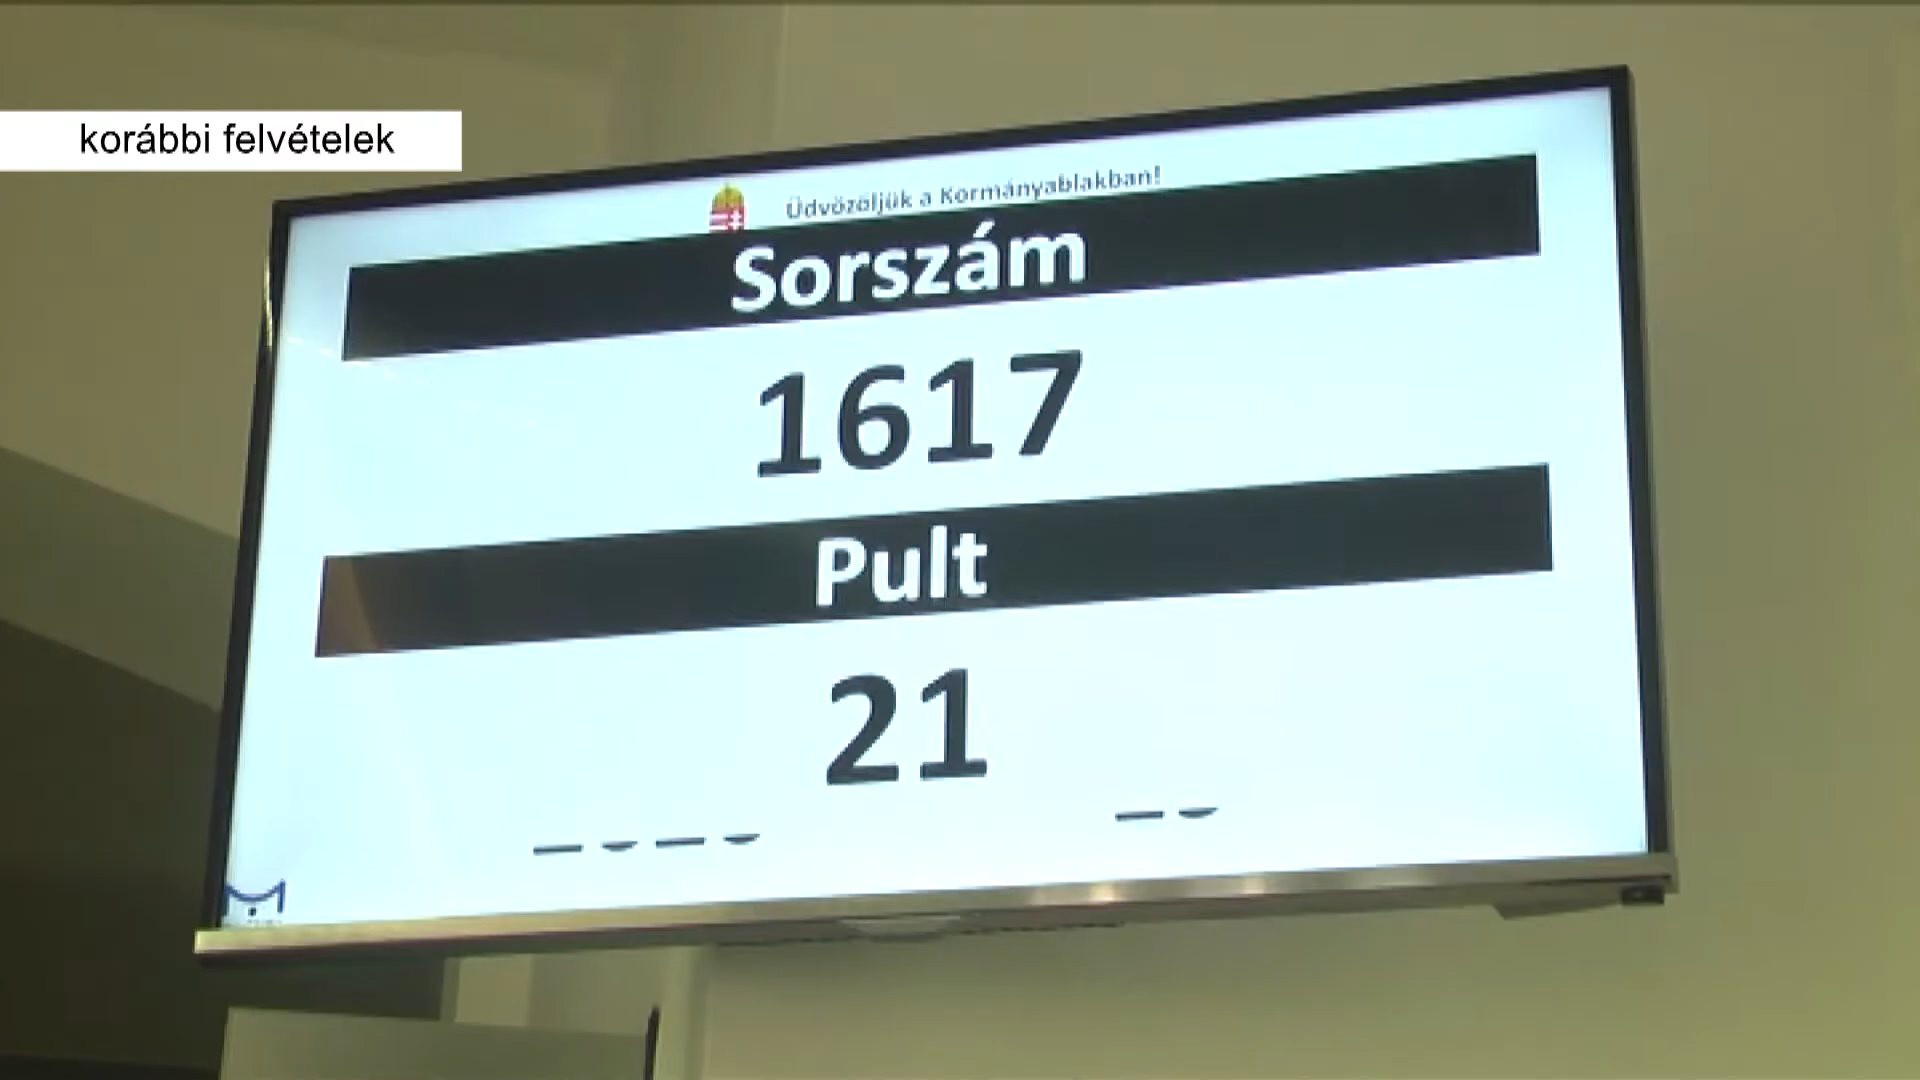 korábbi felvételek
Üdvözöljük a Kormányablakban!
Sorszám
1617
Pult
21